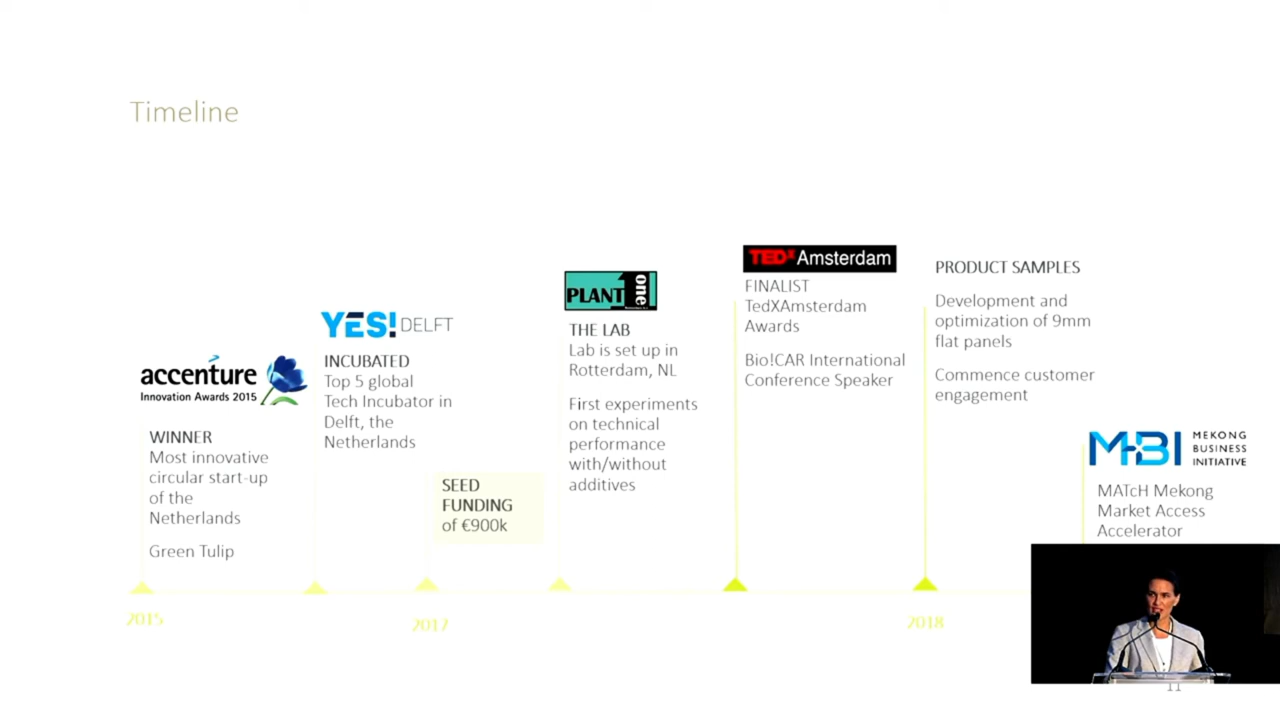 Timeline
accenture
Innovation Awards 2015
WINNER
Most innovative
circular start-up
of the
Netherlands
Green Tulip
YES! DELFT
INCUBATED
Top 5 global
Tech Incubator in
Delft, the
Netherlands
SEED
FUNDING
of €900k
PLANT one
THE LAB
Lab is set up in
Rotterdam, NL
First experiments
on technical
performance
with/without
additives
TEDx Amsterdam
FINALIST
TedXAmsterdam
Awards
Bio!CAR International
Conference Speaker
PRODUCT SAMPLES
Development and
optimization of 9mm
flat panels
Commence customer
engagement
MBI MEKONG
BUSINESS
INITIATIVE
MATcH Mekong
Market Access
Accelerator
2015
2017
2018
11